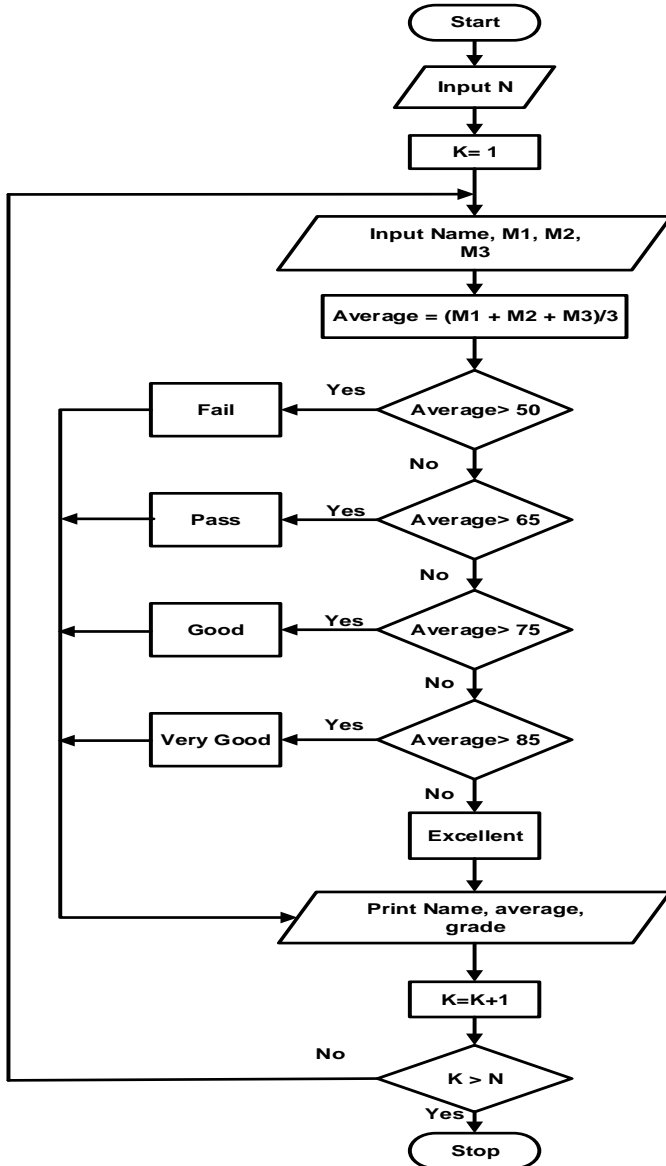 Start
Input N
K= 1
Input Name, M1, M2,
M3
Average = (M1 + M2 + M3)/3
Average> 50
Yes
Fail
No
Average> 65
Yes
Pass
No
Average> 75
Yes
Good
No
Average> 85
Yes
Very Good
No
Excellent
Print Name, average,
grade
K=K+1
K > N
No
Yes
Stop